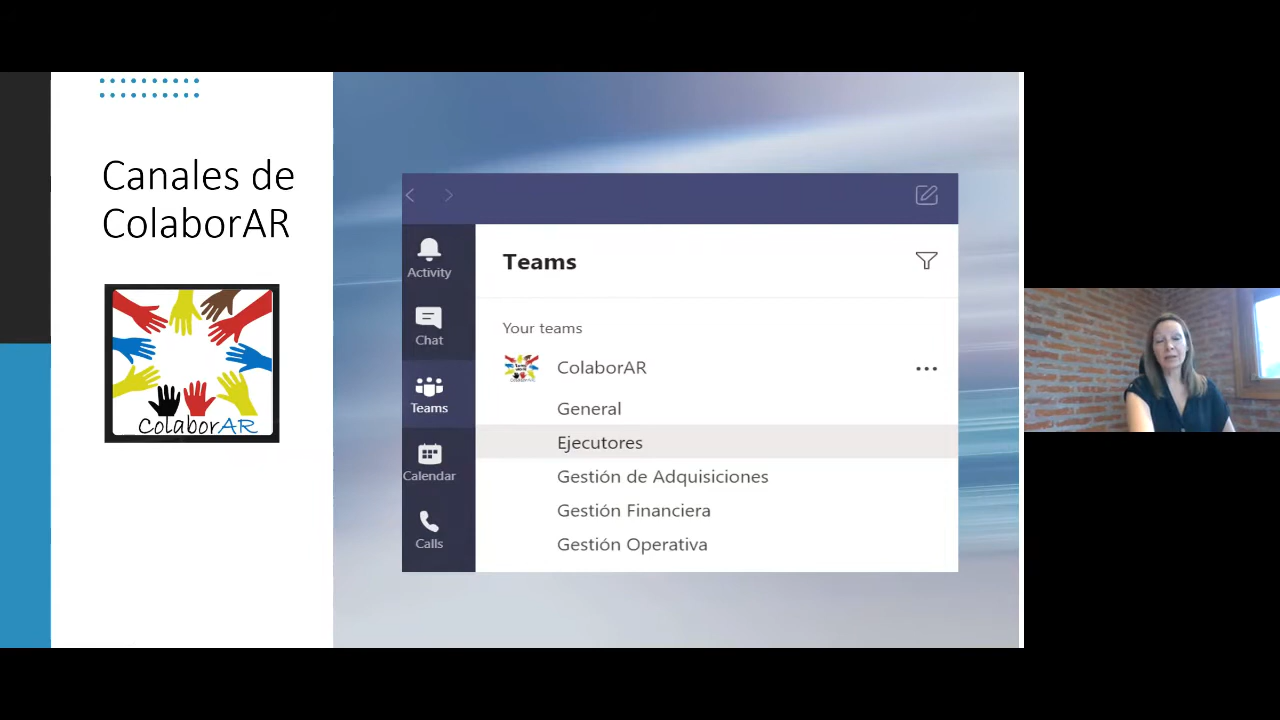 Canales de
ColaborAR
ColaborAR
Activity
Chat
Teams
Calendar
Calls
Teams
Your teams
ColaborAR
General
Ejecutores
Gestión de Adquisiciones
Gestión Financiera
Gestión Operativa